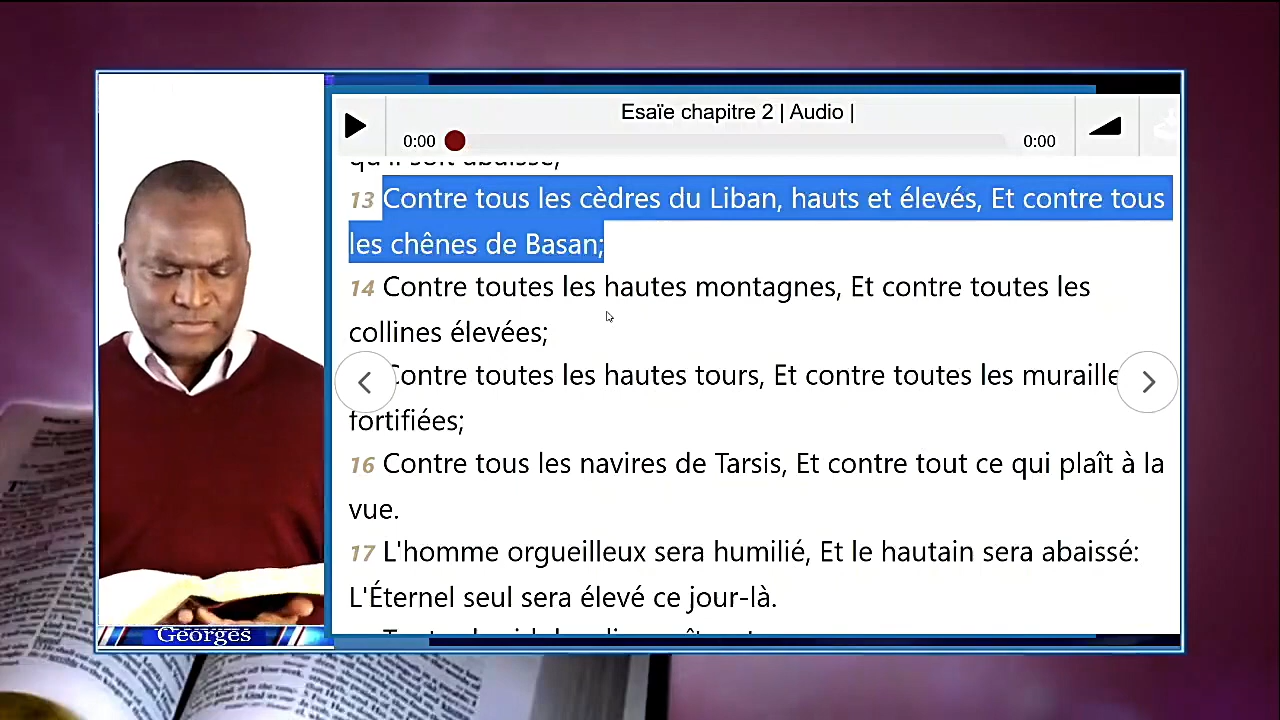 Esaïe chapitre 2 | Audio |
0:00
0:00
qu'il soit abaissé;
13 Contre tous les cèdres du Liban, hauts et élevés, Et contre tous
les chênes de Basan;
14 Contre toutes les hautes montagnes, Et contre toutes les
collines élevées;
Contre toutes les hautes tours, Et contre toutes les muraille
fortifiées;
16 Contre tous les navires de Tarsis, Et contre tout ce qui plaît à la
vue.
17 L'homme orgueilleux sera humilié, Et le hautain sera abaissé:
L'Éternel seul sera élevé ce jour-là.
Georges